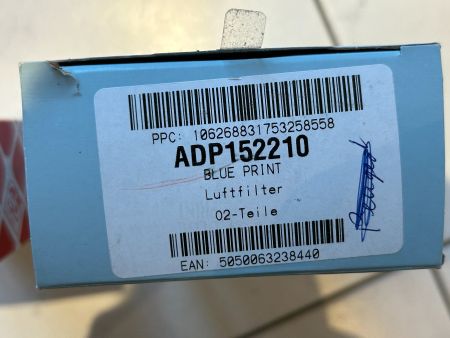 PPC: 106268831753258558
ADP152210
BLUE PRINT
Luftfilter
02-Teile
EAN: 5050063238440